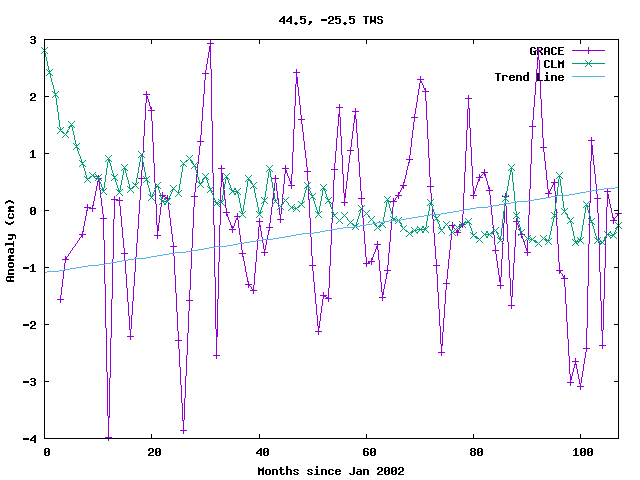 44.5, -25.5 TWS
GRACE
CLM
Trend Line
3
2
1
0
-1
-2
-3
-4
Anomaly (cm)
0 20 40 60 80 100
Months since Jan 2002